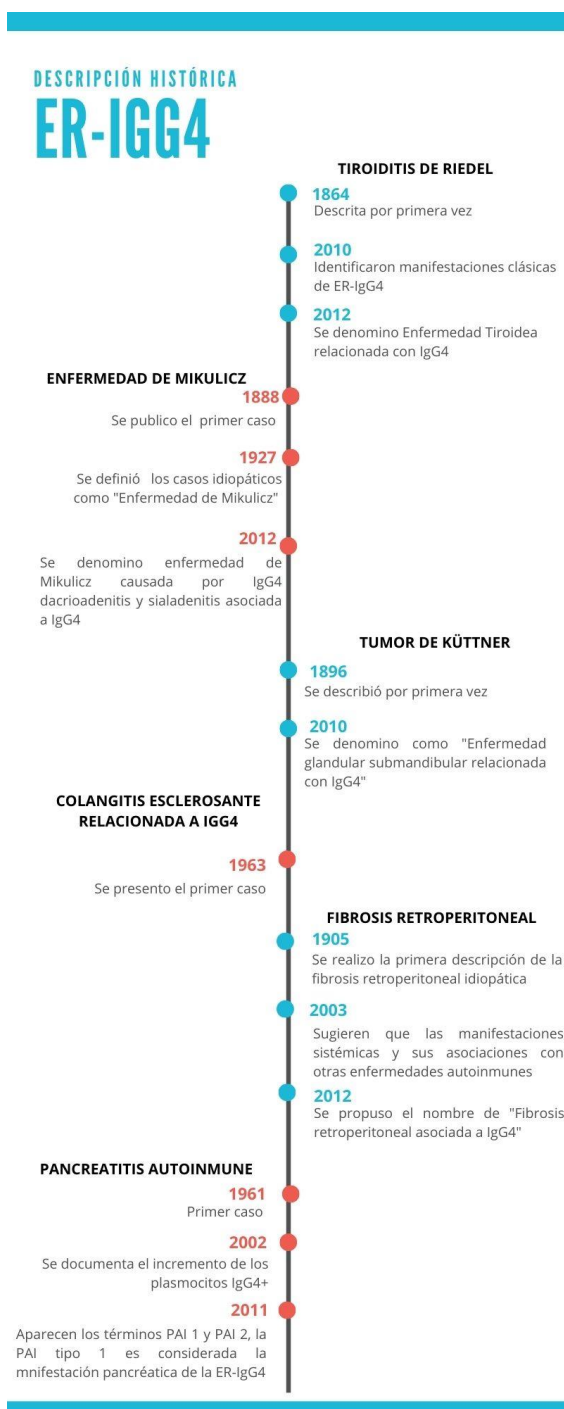 DESCRIPCIÓN HISTÓRICA
ER-IGG4
TIROIDITIS DE RIEDEL
1864
Descrita por primera vez
2010
Identificaron manifestaciones clásicas
de ER-IgG4
2012
Se denomino Enfermedad Tiroidea
relacionada con IgG4
ENFERMEDAD DE MIKULICZ
1888
Se publico el primer caso
1927
Se definió los casos idiopáticos
como "Enfermedad de Mikulicz"
2012
Se denomino enfermedad de
Mikulicz causada por IgG4
dacrioadenitis y sialadenitis asociada
a IgG4
TUMOR DE KÜTTNER
1896
Se describió por primera vez
2010
Se denomino como "Enfermedad
glandular submandibular relacionada
con IgG4"
COLANGITIS ESCLEROSANTE
RELACIONADA A IGG4
1963
Se presento el primer caso
FIBROSIS RETROPERITONEAL
1905
Se realizo la primera descripción de la
fibrosis retroperitoneal idiopática
2003
Sugieren que las manifestaciones
sistémicas y sus asociaciones con
otras enfermedades autoinmunes
2012
Se propuso el nombre de "Fibrosis
retroperitoneal asociada a IgG4"
PANCREATITIS AUTOINMUNE
1961
Primer caso
2002
Se documenta el incremento de los
plasmocitos IgG4+
2011
Aparecen los términos PAI 1 y PAI 2, la
PAI tipo 1 es considerada la
mnifestación pancréatica de la ER-IgG4